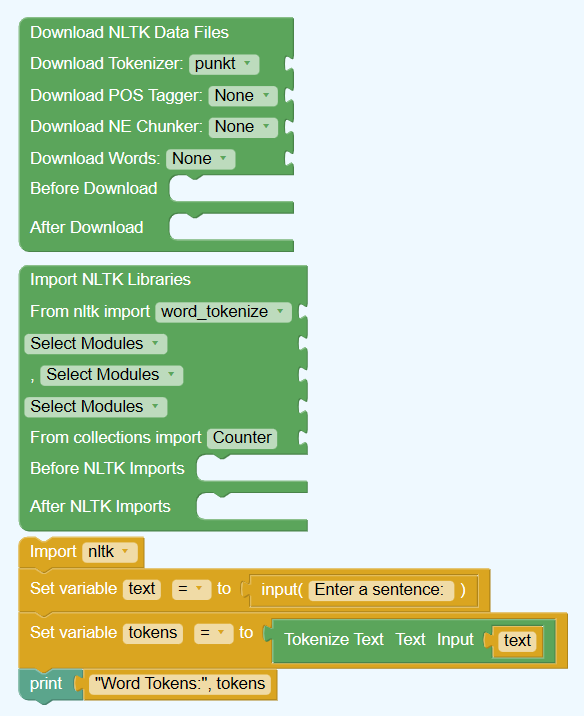 Download NLTK Data Files
Download Tokenizer: punkt
Download POS Tagger: None
Download NE Chunker: None
Download Words: None
Before Download
After Download
Import NLTK Libraries
From nltk import word_tokenize
Select Modules
, Select Modules
Select Modules
From collections import Counter
Before NLTK Imports
After NLTK Imports
Import nltk
Set variable text = to input( Enter a sentence: )
Set variable tokens = to Tokenize Text Text Input text
print "Word Tokens:", tokens